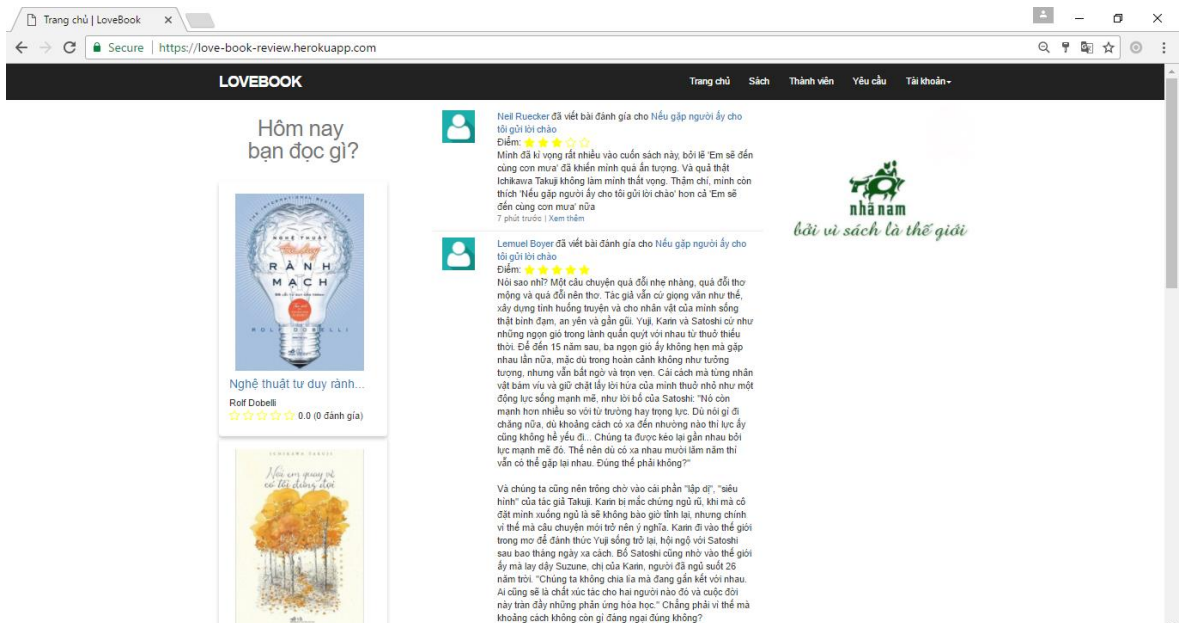 Trang chủ | LoveBook
Secure | https://love-book-review.herokuapp.com
LOVEBOOK
Trang chủ Sách Thành viên Yêu cầu Tài khoản
Hôm nay
bạn đọc gì?
THE INTERNATIONAL BESTSELLER
NGHỆ THUẬT
tư duy
RÀNH
MẠCH
ROLF DOBELLI
Nghệ thuật tư duy rành...
Rolf Dobelli
0.0 (0 đánh gía)
ICHIKAWA TAKUJI
Nơi em quay về
có tôi đứng đợi
Neil Ruecker đã viết bài đánh gía cho Nếu gặp người ấy cho
tôi gửi lời chào
Điểm:
Mình đã kì vọng rất nhiều vào cuốn sách này, bởi lẽ 'Em sẽ đến
cùng cơn mưa' đã khiến mình quá ấn tượng. Và quả thật
Ichikawa Takuji không làm mình thất vọng. Thậm chí, mình còn
thích 'Nếu gặp người ấy cho tôi gửi lời chào' hơn cả 'Em sẽ
đến cùng cơn mưa' nữa
7 phút trước | Xem thêm
Lemuel Boyer đã viết bài đánh gía cho Nếu gặp người ấy cho
tôi gửi lời chào
Điểm:
Nói sao nhỉ? Một câu chuyện quá đỗi nhẹ nhàng, quá đỗi thơ
mộng và quá đỗi nên thơ. Tác giả vẫn cứ giọng văn như thế,
xây dựng tình huống truyện và cho nhân vật của mình sống
thật bình đạm, an yên và gần gũi. Yuji, Karin và Satoshi cứ như
những ngọn gió trong lành quấn quýt với nhau từ thuở thiếu
thời. Để đến 15 năm sau, ba ngọn gió ấy không hẹn mà gặp
nhau lần nữa, mặc dù trong hoàn cảnh không như tưởng
tượng, nhưng vẫn bất ngờ và trọn vẹn. Cái cách mà từng nhân
vật bám víu và giữ chặt lấy lời hứa của mình thuở nhỏ như một
động lực sống mạnh mẽ, như lời bố của Satoshi: "Nó còn
mạnh hơn nhiều so với từ trường hay trọng lực. Dù nói gì đi
chăng nữa, dù khoảng cách có xa đến nhường nào thì lực ấy
cũng không hề yếu đi... Chúng ta được kéo lại gần nhau bởi
lực mạnh mẽ đó. Thế nên dù có xa nhau mười lăm năm thì
vẫn có thể gặp lại nhau. Đúng thế phải không?"
Và chúng ta cũng nên trông chờ vào cái phần "lập dị", "siêu
hình" của tác giả Takuji. Karin bị mắc chứng ngủ rũ, khi mà cô
đặt mình xuống ngủ là sẽ không bao giờ tỉnh lại, nhưng chính
vì thế mà câu chuyện mới trở nên ý nghĩa. Karin đi vào thế giới
trong mơ để đánh thức Yuji sống trở lại, hội ngộ với Satoshi
sau bao tháng ngày xa cách. Bố Satoshi cũng nhờ vào thế giới
ấy mà lay dậy Suzune, chị của Karin, người đã ngủ suốt 26
năm trời. "Chúng ta không chia lìa mà đang gắn kết với nhau.
Ai cũng sẽ là chất xúc tác cho hai người nào đó và cuộc đời
này tràn đầy những phản ứng hóa học." Chẳng phải vì thế mà
khoảng cách không còn gì đáng ngại đúng không?
nhã nam
bởi vì sách là thế giới